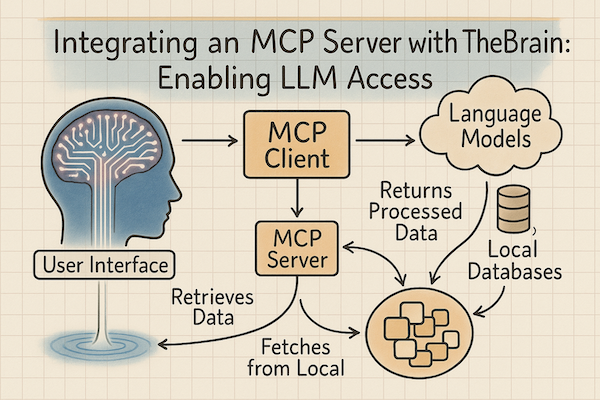 Integrating an MCP Server with TheBrain:
Enabling LLM Access
MCP
Client
Language
Models
User Interface
MCP
Server
Returns
Processed
Data
Local
Databases
Retrieves
Data
Fetches
from Local